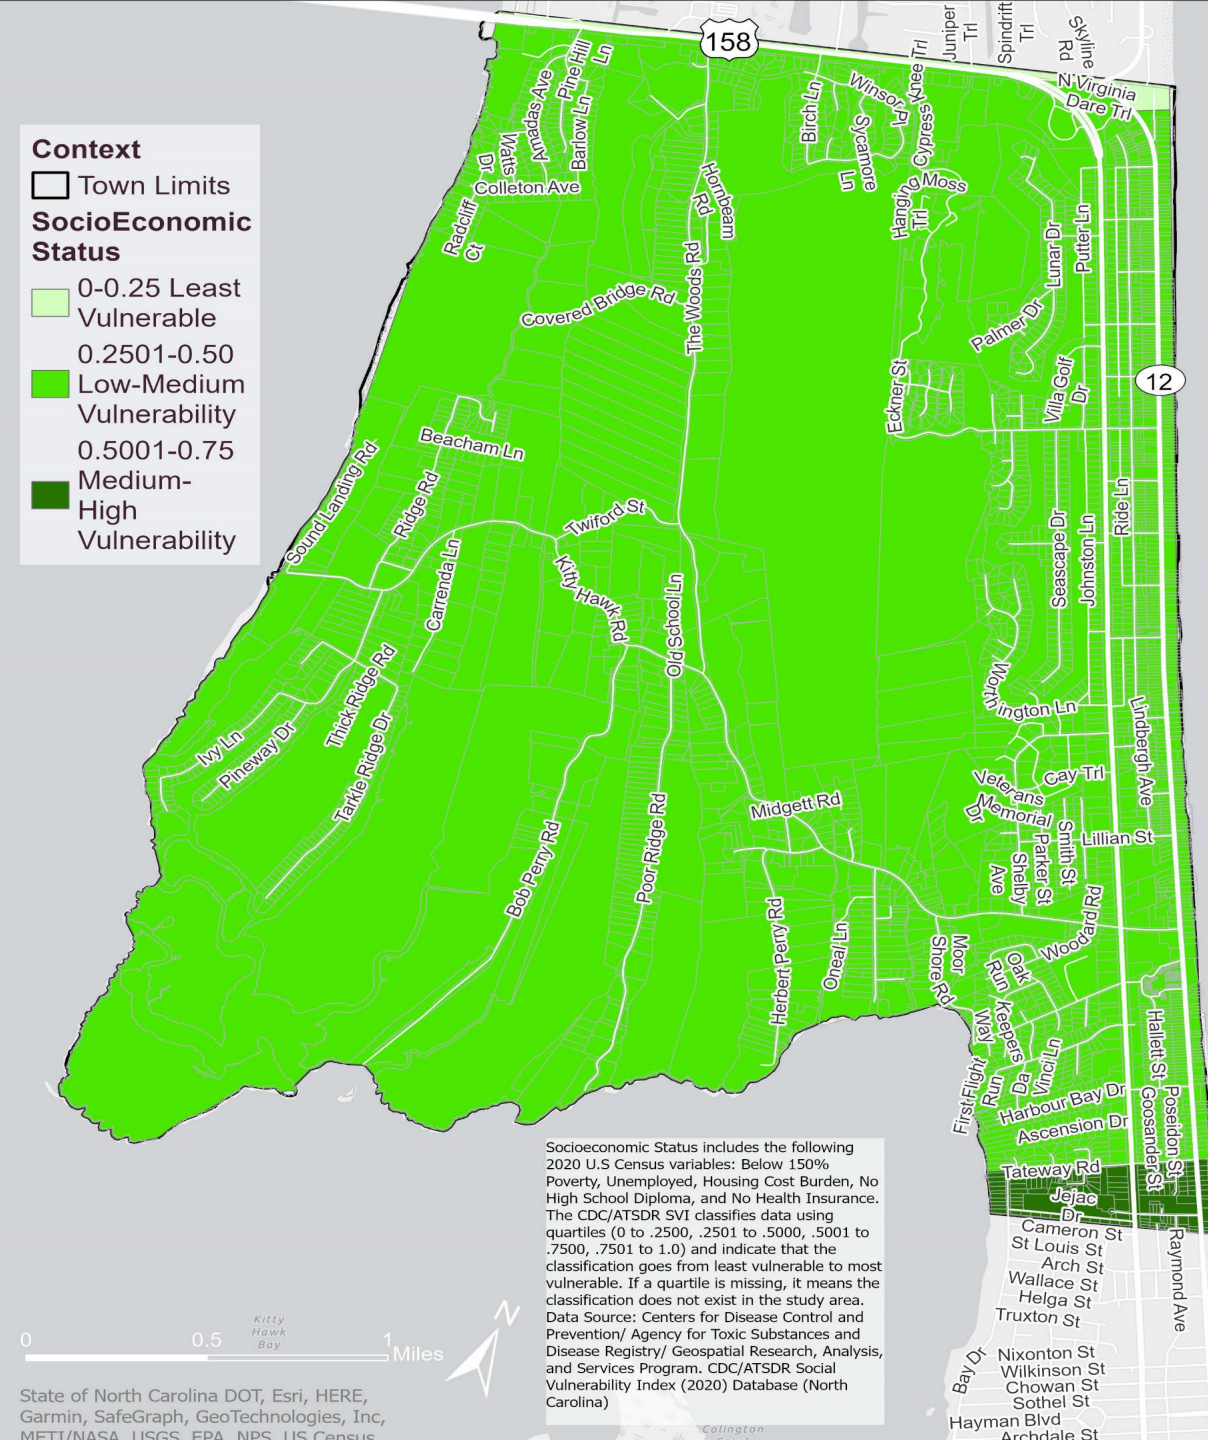 Context
Town Limits
SocioEconomic
Status
0-0.25 Least
Vulnerable
0.2501-0.50
Low-Medium
Vulnerability
0.5001-0.75
Medium-
High
Vulnerability
158
12
Juniper
Trl
Spindrift
Trl
Skyline
Rd
N Virginia
Dare Trl
Pine Hill
Ln
Amadas Ave
Barlow Ln
Watts
Dr
Colleton Ave
Radcliff
Ct
Birch Ln
Winsor Pl
Sycamore
Ln
Cypress Knee Trl
Hanging Moss
Trl
Hornbeam
Rd
The Woods Rd
Covered Bridge Rd
Lunar Dr
Putter Ln
Palmer Dr
Villa Golf
Dr
Eckner St
Beacham Ln
Sound Landing Rd
Ridge Rd
Twiford St
Carrenda Ln
Kitty Hawk Rd
Old School Ln
Seascape Dr
Johnston Ln
Ride Ln
Thick Ridge Rd
Worthington Ln
Lindbergh Ave
Ivy Ln
Pineway Dr
Tarkle Ridge Dr
Cay Trl
Veterans
Memorial
Dr
Midgett Rd
Bob Perry Rd
Poor Ridge Rd
Smith St
Lillian St
Parker St
Shelby
Ave
Herbert Perry Rd
Oneal Ln
Moor
Shore Rd
Woodard Rd
Oak
Run
Keepers
Way
Hallett St
Da
Vinci Ln
First Flight
Run
Harbour Bay Dr
Ascension Dr
Poseidon St
Goosander St
Tateway Rd
Jejac
Dr
Cameron St
St Louis St
Arch St
Wallace St
Helga St
Truxton St
Raymond Ave
Bay Dr
Nixonton St
Wilkinson St
Chowan St
Sothel St
Hayman Blvd
Archdale St
Socioeconomic Status includes the following
2020 U.S Census variables: Below 150%
Poverty, Unemployed, Housing Cost Burden, No
High School Diploma, and No Health Insurance.
The CDC/ATSDR SVI classifies data using
quartiles (0 to .2500, .2501 to .5000, .5001 to
.7500, .7501 to 1.0) and indicate that the
classification goes from least vulnerable to most
vulnerable. If a quartile is missing, it means the
classification does not exist in the study area.
Data Source: Centers for Disease Control and
Prevention/ Agency for Toxic Substances and
Disease Registry/ Geospatial Research, Analysis,
and Services Program. CDC/ATSDR Social
Vulnerability Index (2020) Database (North
Carolina)
Kitty
Hawk
Bay
N
0 0.5 1
Miles
Colington
State of North Carolina DOT, Esri, HERE,
Garmin, SafeGraph, GeoTechnologies, Inc,
METI/NASA, USGS, EPA, NPS, US Census